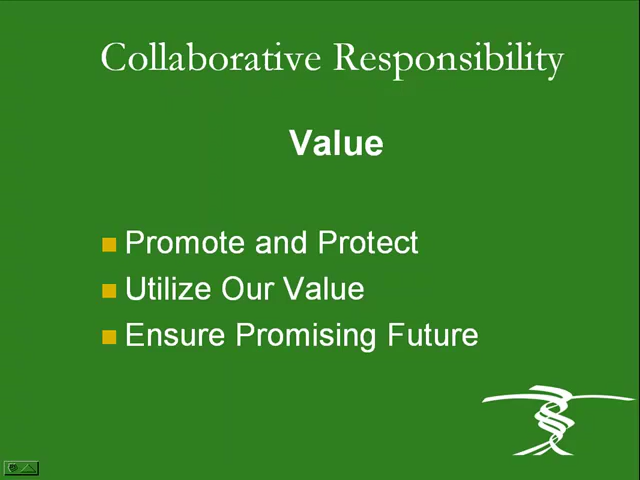 Collaborative Responsibility
Value
Promote and Protect
Utilize Our Value
Ensure Promising Future